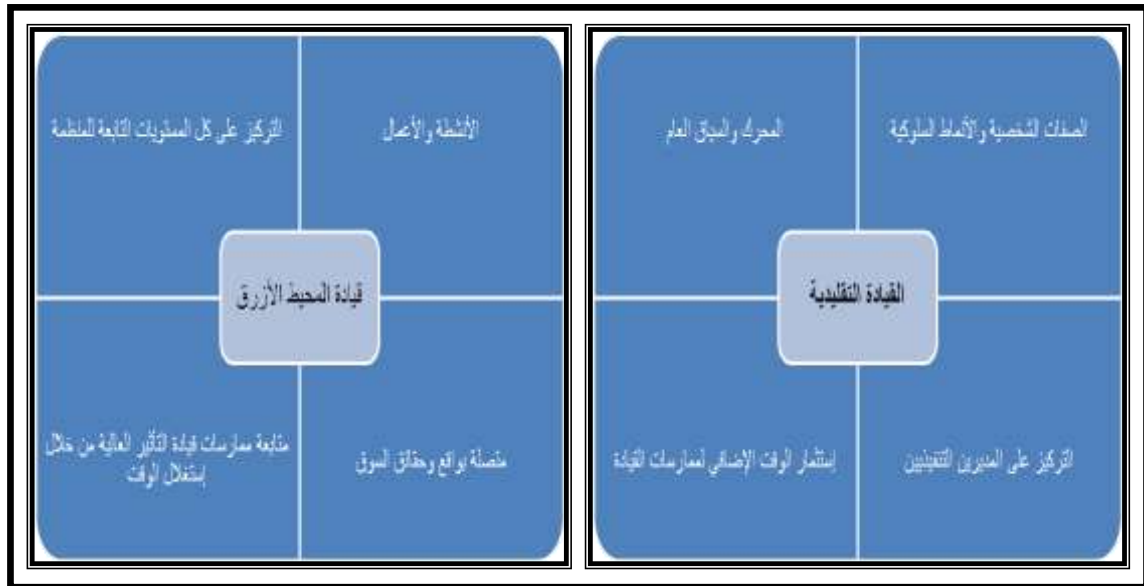 الصفات الشخصية والأنماط السلوكية
المحرك والسياق العام
القيادة التقليدية
التركيز على المديرين التنفيذيين
إستثمار الوقت الإضافي لممارسات القيادة
الأنشطة والأعمال
التركيز على كل المستويات التابعة للمنظمة
قيادة المحيط الأزرق
متصلة بواقع وحقائق السوق
متابعة ممارسات قيادة التأثير العالية من خلال
إستغلال الوقت